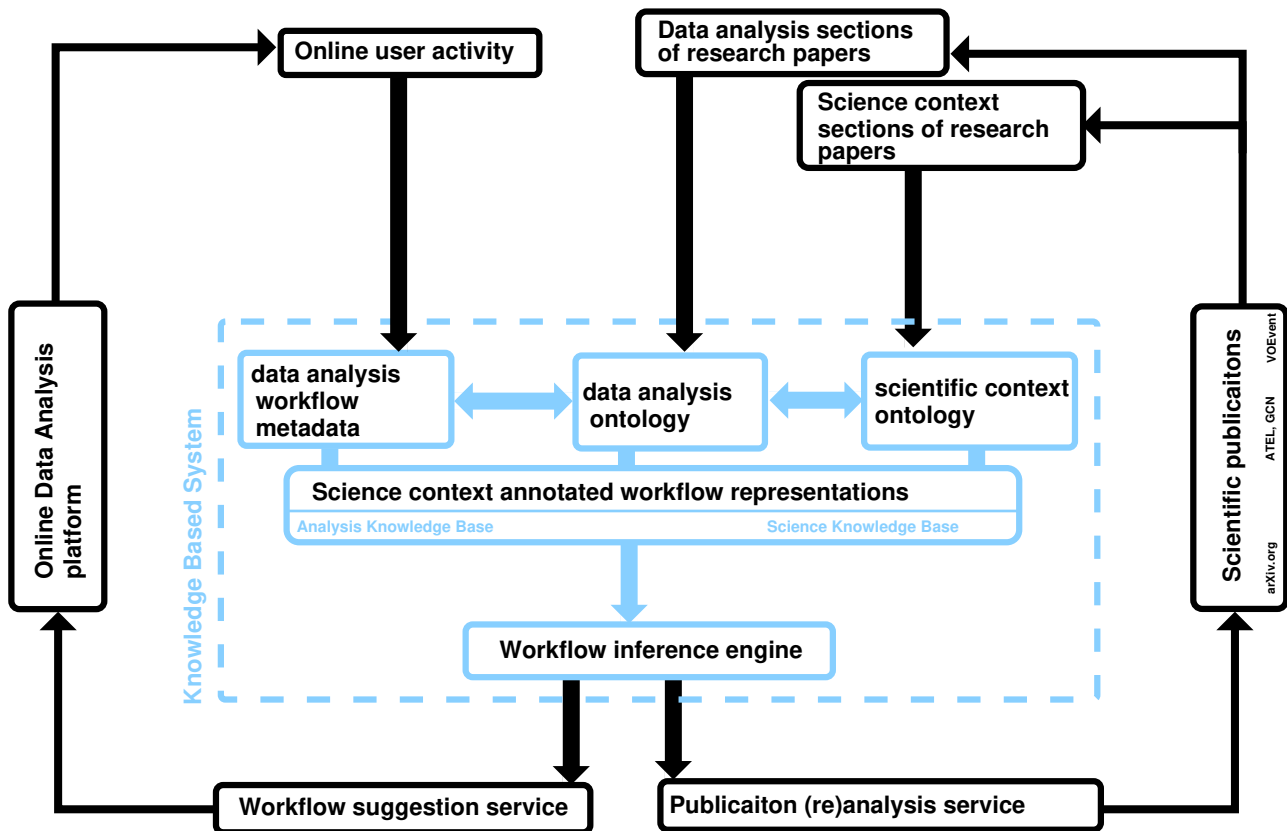 Online user activity
Data analysis sections
of research papers
Science context
sections of research
papers
Online Data Analysis
platform
Knowledge Based System
data analysis
workflow
metadata
data analysis
ontology
scientific context
ontology
Science context annotated workflow representations
Analysis Knowledge Base
Science Knowledge Base
Workflow inference engine
Scientific publicaitons
arXiv.org
ATEL, GCN
VOEvent
Workflow suggestion service
Publicaiton (re)analysis service